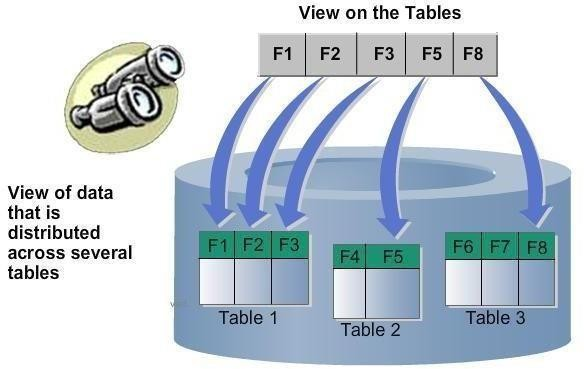 View on the Tables
F1 F2 F3 F5 F8
View of data
that is
distributed
across several
tables
F1 F2 F3
F4 F5
F6 F7 F8
Table 1
Table 2
Table 3